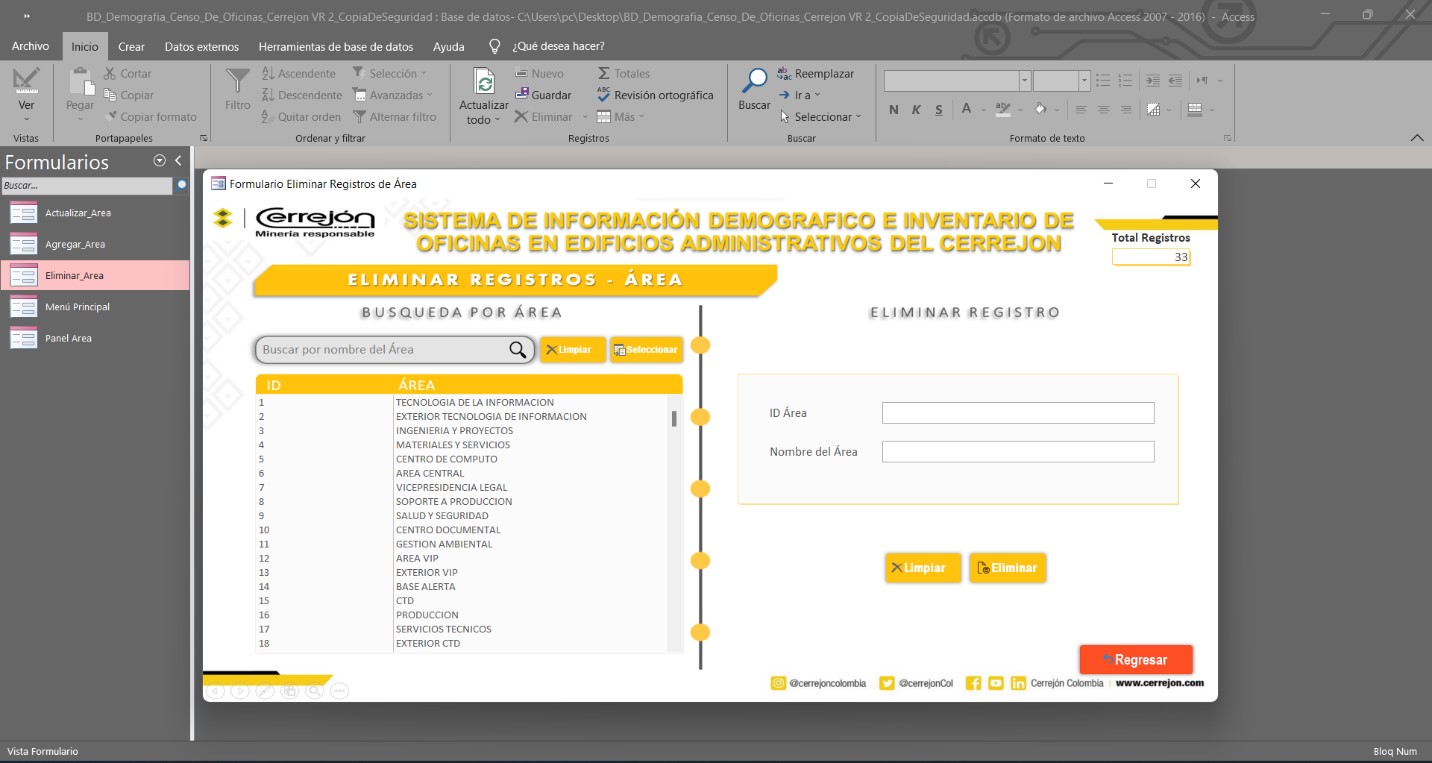 BD_Demografia_Censo_De_Oficinas_Cerrejon VR 2_CopiaDeSeguridad : Base de datos- C:\Users\pc\Desktop\BD_Demografia_Censo_De_Oficinas_Cerrejon VR 2_CopiaDeSeguridad.accdb (Formato de archivo Access 2007 - 2016) - Access
Archivo Inicio Crear Datos externos Herramientas de base de datos Ayuda ¿Qué desea hacer?
Ver
Vistas
Pegar
Cortar
Copiar
Copiar formato
Portapapeles
Filtro
Ascendente
Descendente
Quitar orden
Selección
Avanzadas
Alternar filtro
Ordenar y filtrar
Actualizar
todo
Nuevo
Guardar
Eliminar
Totales
Revisión ortográfica
Más
Registros
Buscar
Reemplazar
Ir a
Seleccionar
Buscar
N K S A
Formato de texto
Formularios
Buscar...
Actualizar_Area
Agregar_Area
Eliminar_Area
Menú Principal
Panel Area
Formulario Eliminar Registros de Área
Cerrejón
Minería responsable
SISTEMA DE INFORMACIÓN DEMOGRAFICO E INVENTARIO DE
OFICINAS EN EDIFICIOS ADMINISTRATIVOS DEL CERREJON
Total Registros
33
ELIMINAR REGISTROS - ÁREA
BUSQUEDA POR ÁREA
Buscar por nombre del Área
Limpiar
Seleccionar
ID ÁREA
1 TECNOLOGIA DE LA INFORMACION
2 EXTERIOR TECNOLOGIA DE INFORMACION
3 INGENIERIA Y PROYECTOS
4 MATERIALES Y SERVICIOS
5 CENTRO DE COMPUTO
6 AREA CENTRAL
7 VICEPRESIDENCIA LEGAL
8 SOPORTE A PRODUCCION
9 SALUD Y SEGURIDAD
10 CENTRO DOCUMENTAL
11 GESTION AMBIENTAL
12 AREA VIP
13 EXTERIOR VIP
14 BASE ALERTA
15 CTD
16 PRODUCCION
17 SERVICIOS TECNICOS
18 EXTERIOR CTD
ELIMINAR REGISTRO
ID Área
Nombre del Área
Limpiar
Eliminar
Regresar
@cerrejoncolombia @cerrejonCol Cerrejón Colombia | www.cerrejon.com
Vista Formulario
Bloq Num